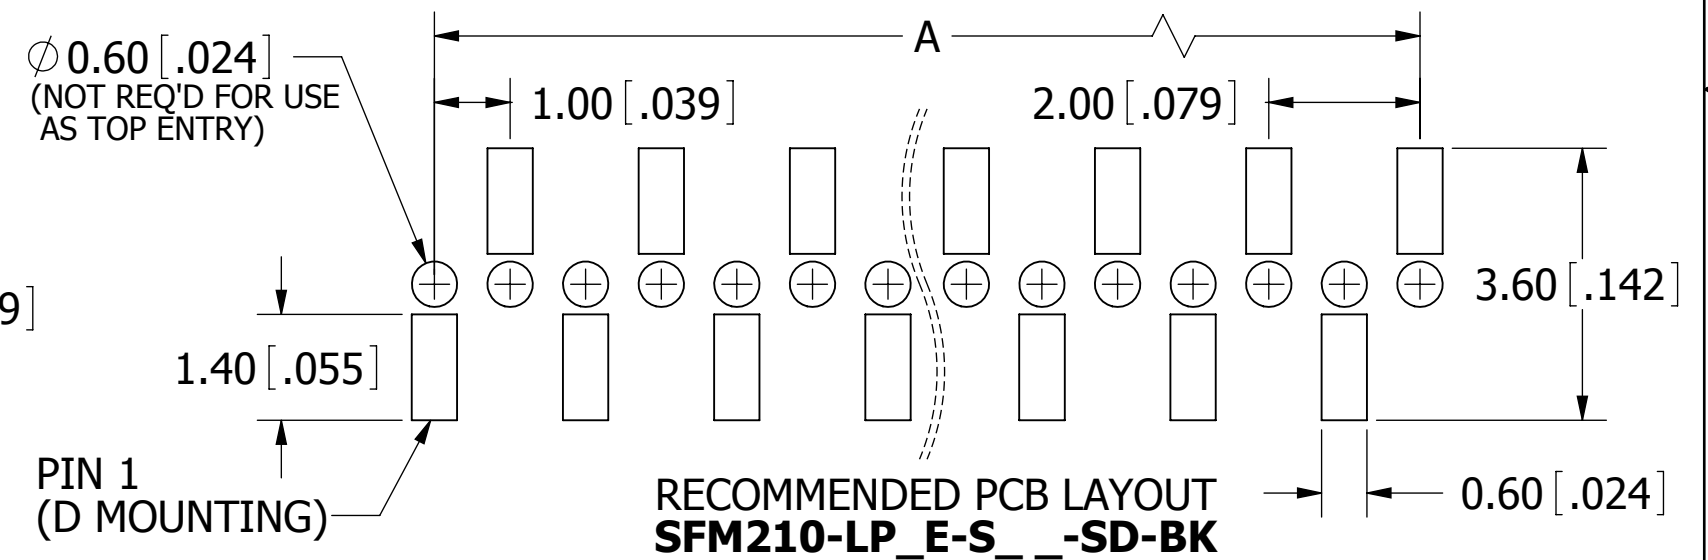 A
Ø 0.60 [.024]
(NOT REQ'D FOR USE
AS TOP ENTRY)
1.00 [.039]
2.00 [.079]
9]
3.60 [.142]
1.40 [.055]
PIN 1
(D MOUNTING)
RECOMMENDED PCB LAYOUT
SFM210-LP_E-S_ _-SD-BK
0.60 [.024]